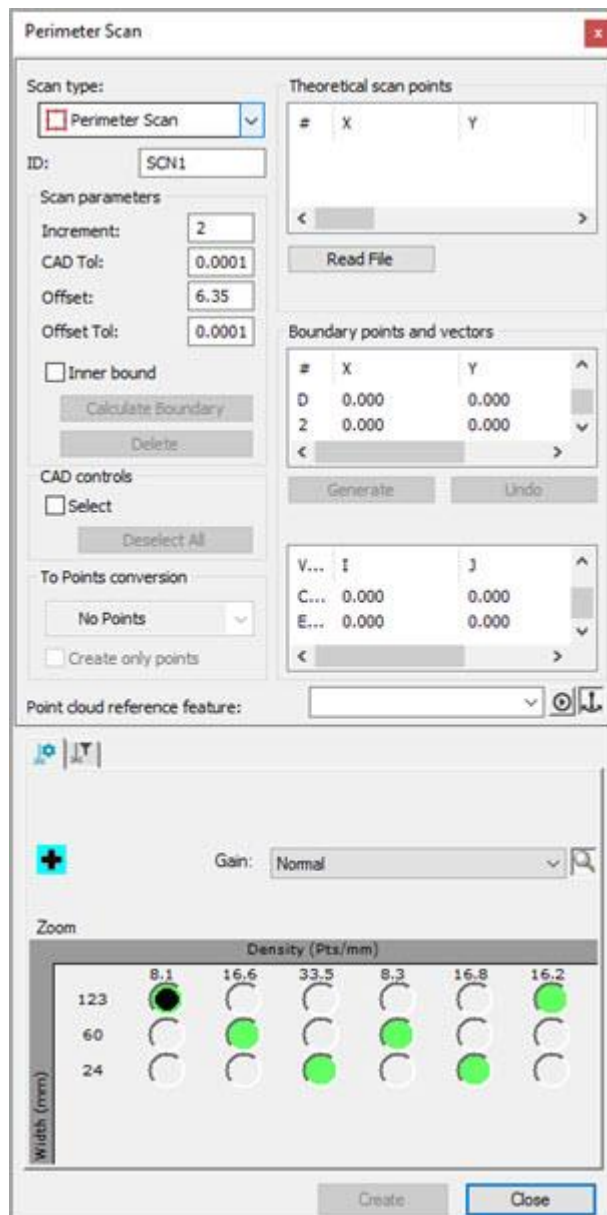 Perimeter Scan
x
Scan type:
Perimeter Scan
ID: SCN1
Scan parameters
Increment: 2
CAD Tol: 0.0001
Offset: 6.35
Offset Tol: 0.0001
Inner bound
Calculate Boundary
Delete
CAD controls
Select
Deselect All
To Points conversion
No Points
Create only points
Theoretical scan points
# X Y
Read File
Boundary points and vectors
# X Y
D 0.000 0.000
2 0.000 0.000
Generate Undo
V... I J
C... 0.000 0.000
E... 0.000 0.000
Point cloud reference feature:
Gain: Normal
Zoom
Density (Pts/mm)
8.1 16.6 33.5 8.3 16.8 16.2
123
60
24
Width (mm)
Create Close